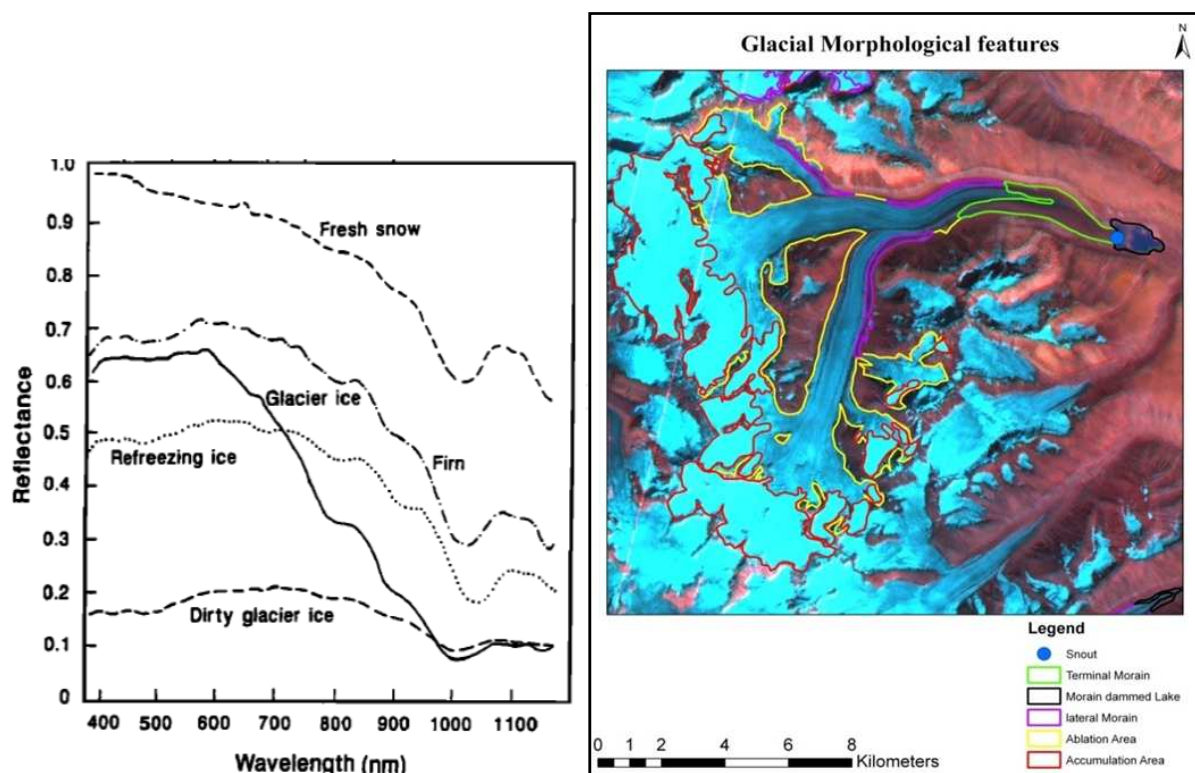 1.0
0.9
0.8
0.7
0.6
0.5
0.4
0.3
0.2
0.1
0
Reflectance
Fresh snow
Glacier ice
Refreezing ice
Firn
Dirty glacier ice
400 500 600 700 800 900 1000 1100
Wavelength (nm)
Glacial Morphological features
N
Legend
Snout
Terminal Morain
Morain dammed Lake
lateral Morain
Ablation Area
Accumulation Area
0 1 2 4 6 8
Kilometers